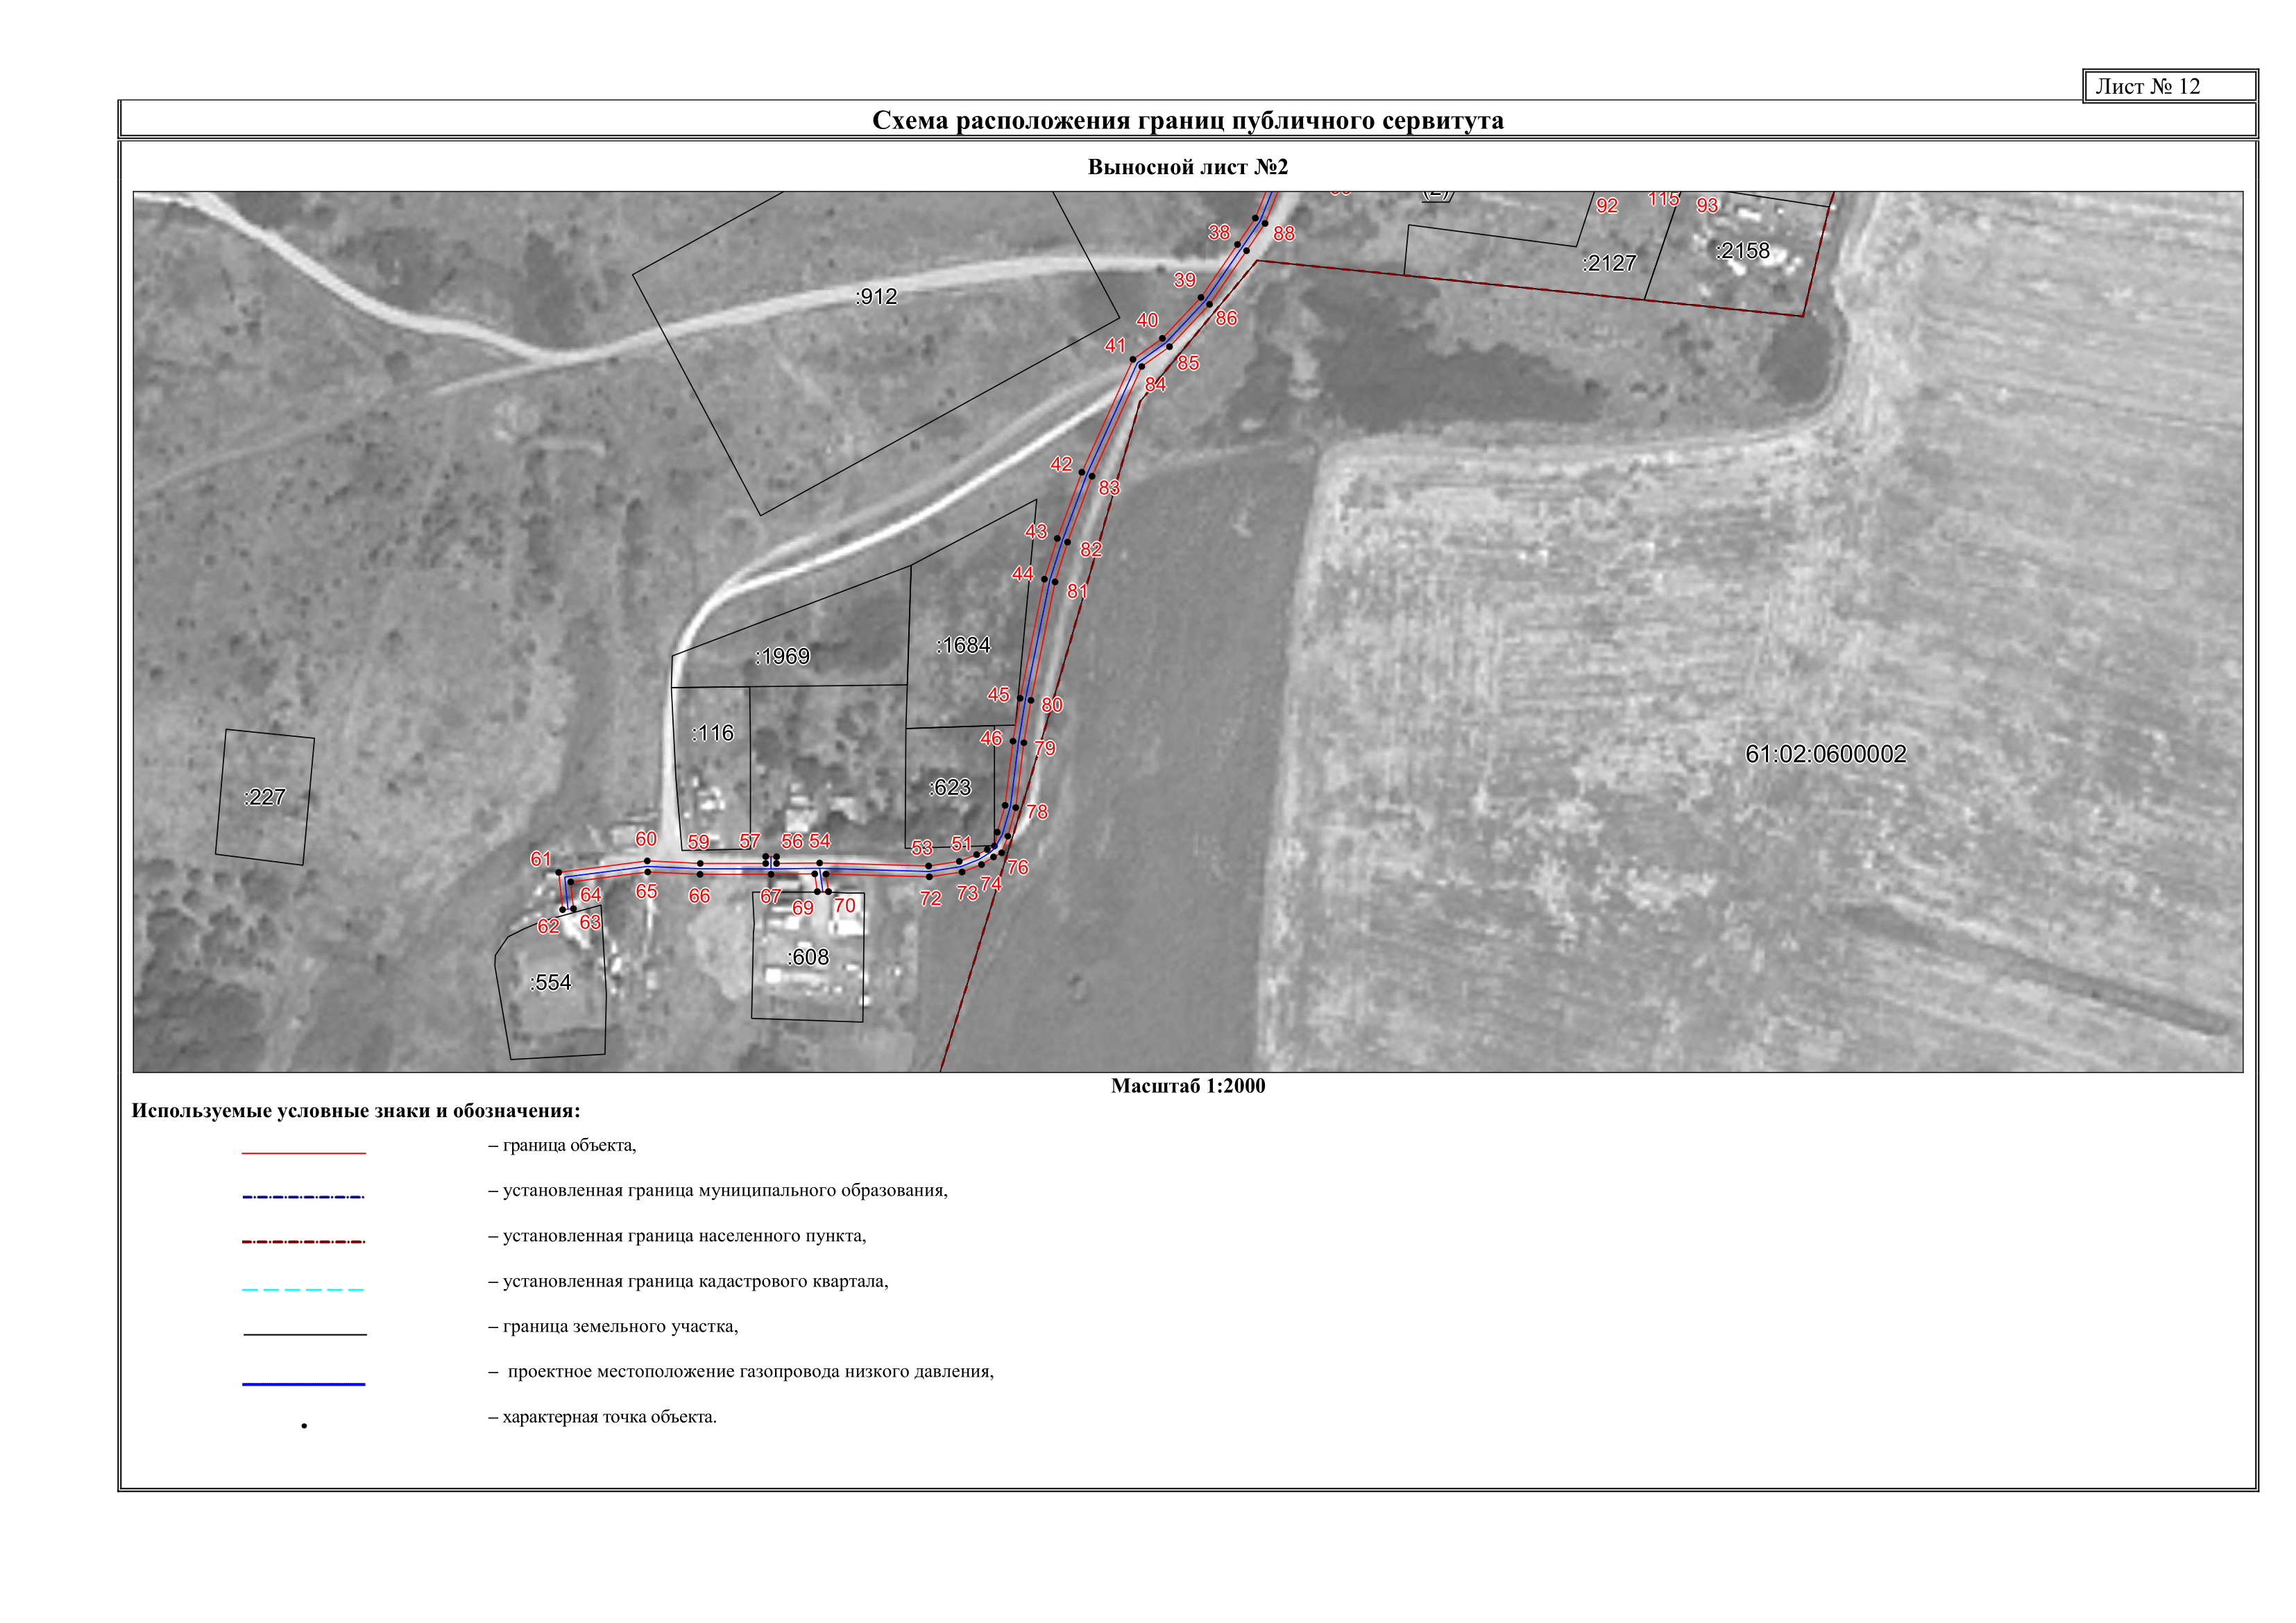 Лист № 12
Схема расположения границ публичного сервитута
Выносной лист №2
92 115 93
38 88
:2158
:2127
39
:912
86
40
41
85
84
42
83
43
82
44
81
:1684
:1969
45
80
:116
46
79
61:02:0600002
:623
:227
78
60 59 57 56 54 53 51
61
76
74
64 65 66 67 72 73
69 70
62 63
:608
:554
Масштаб 1:2000
Используемые условные знаки и обозначения:
– граница объекта,
– установленная граница муниципального образования,
– установленная граница населенного пункта,
– установленная граница кадастрового квартала,
– граница земельного участка,
– проектное местоположение газопровода низкого давления,
– характерная точка объекта.